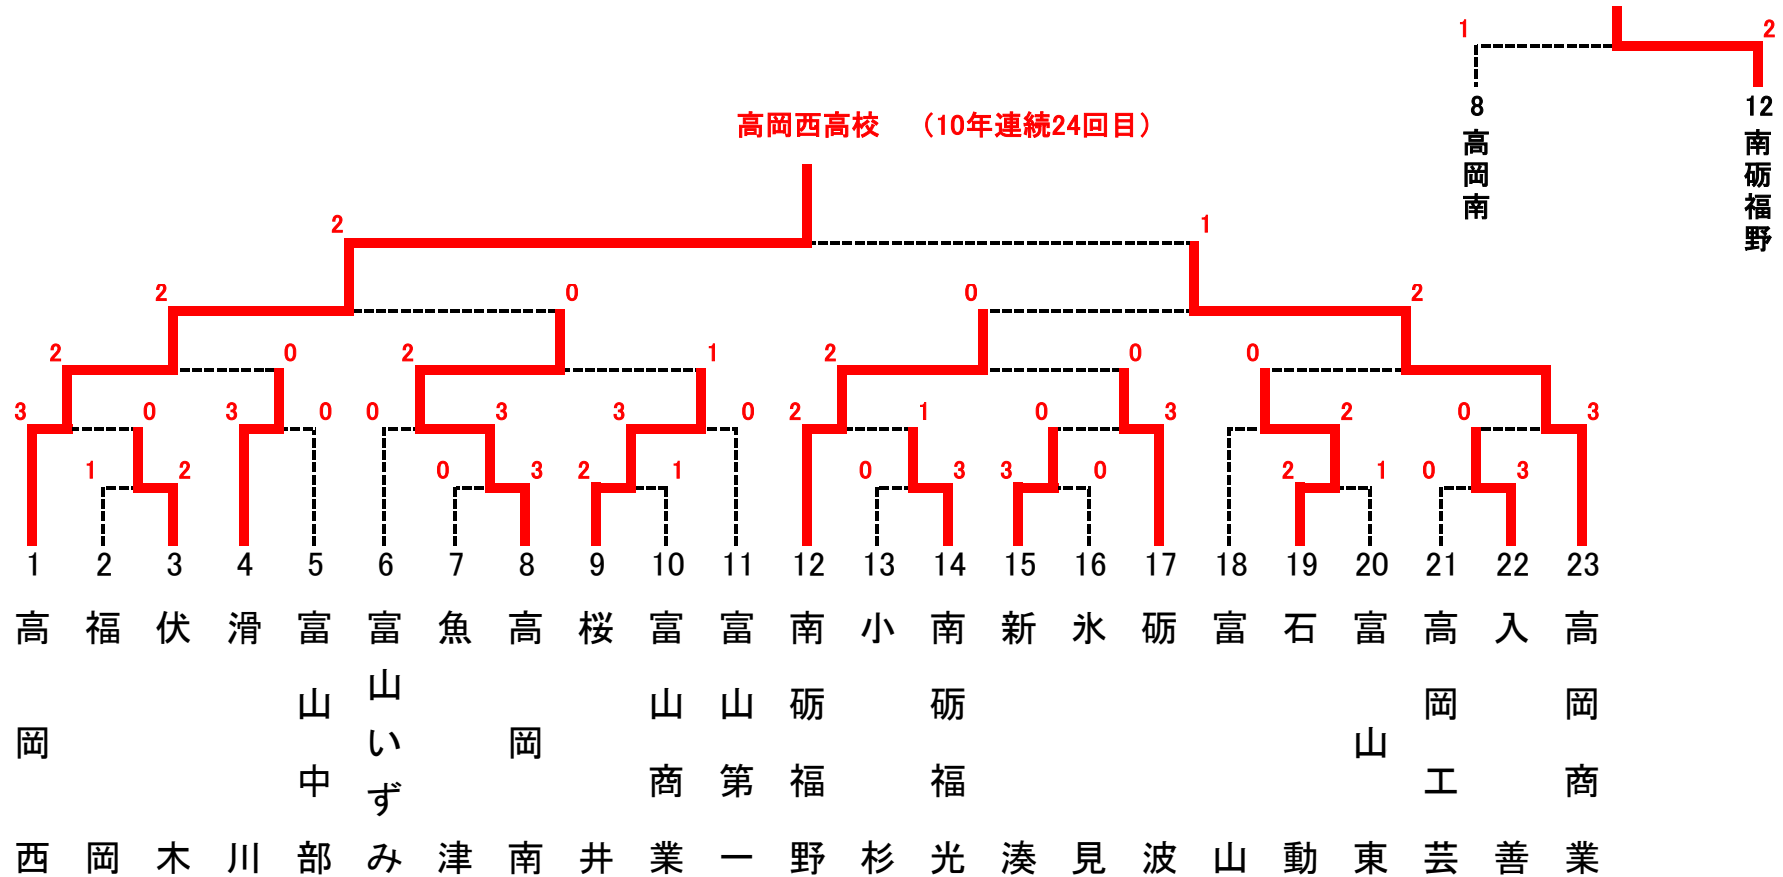 1 2
8 12
高岡南
南砺福野
高岡西高校 （10年連続24回目）
2 1
2 0 0 2
2 0 2 1 2 0 0
3 0 3 0 0 3 3 0 2 1 0 3 2 0 3
1 2 0 3 2 1 0 3 3 0 2 1 0 3
1 2 3 4 5 6 7 8 9 10 11 12 13 14 15 16 17 18 19 20 21 22 23
高岡西
福岡
伏木
滑川
富山中部
富山いずみ
魚津
高岡南
桜井
富山商業
富山第一
南砺福野
小杉
南砺福光
新湊
氷見
砺波
富山
石動
富山東
高岡工芸
入善
高岡商業